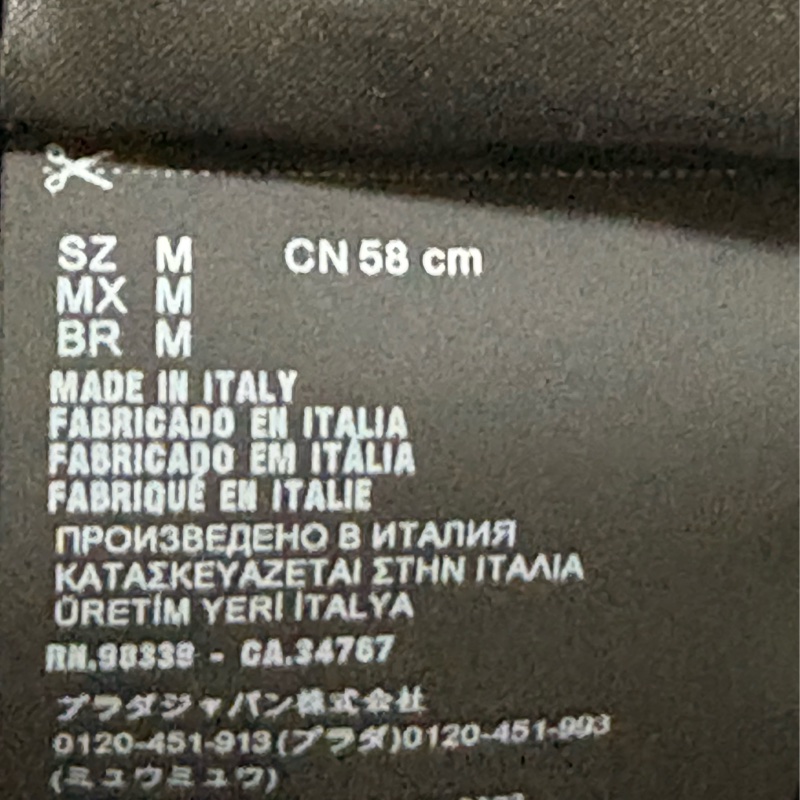 SZ M CN 58 cm
MX M
BR M
MADE IN ITALY
FABRICADO EN ITALIA
FABRICADO EM ITÁLIA
FABRIQUÉ EN ITALIE
ПРОИЗВЕДЕНО В ИТАЛИЯ
ΚΑΤΑΣΚΕΥΑΖΕΤΑΙ ΣΤΗΝ ΙΤΑΛΙΑ
ÜRETİM YERİ İTALYA
RN.98339 - CA.34767
プラダジャパン株式会社
0120-451-913(プラダ)0120-451-993
(ミュウミュウ)